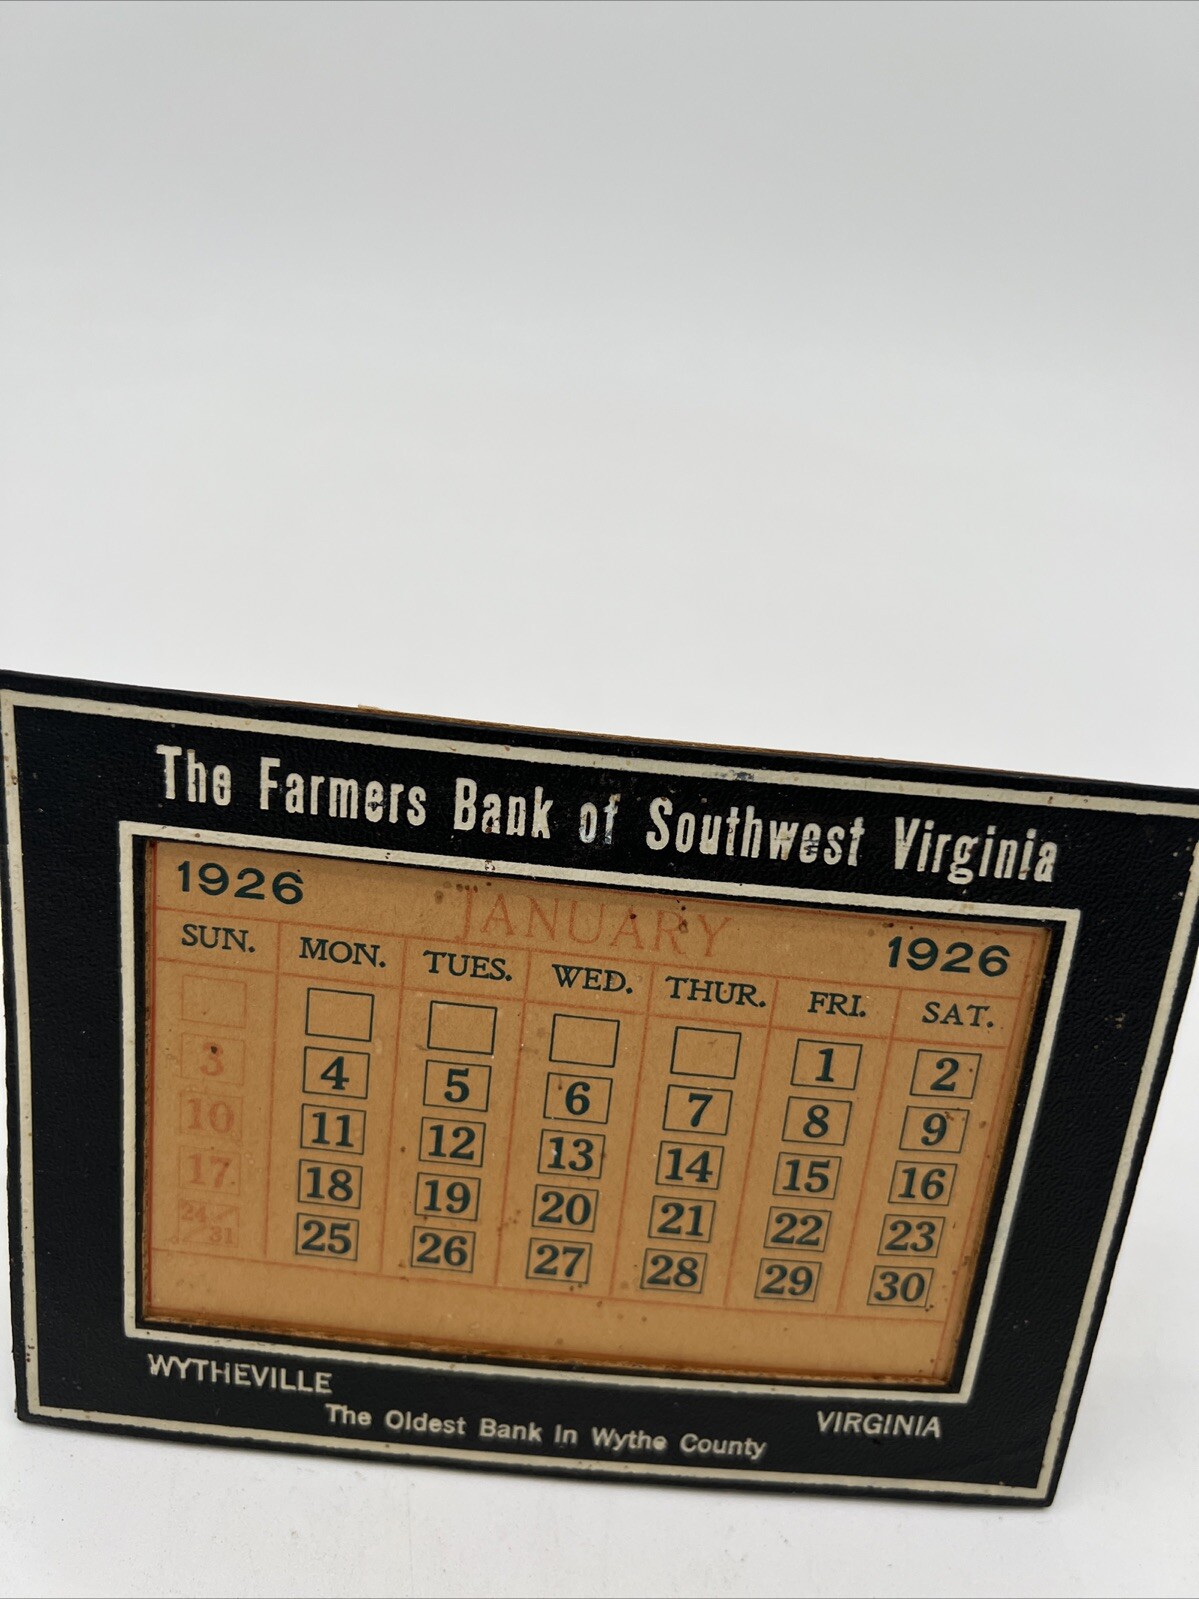 The Farmers Bank of Southwest Virginia
1926 JANUARY 1926
SUN. MON. TUES. WED. THUR. FRI. SAT.
1 2
3 4 5 6 7 8 9
10 11 12 13 14 15 16
17 18 19 20 21 22 23
24/31 25 26 27 28 29 30
WYTHEVILLE VIRGINIA
The Oldest Bank In Wythe County